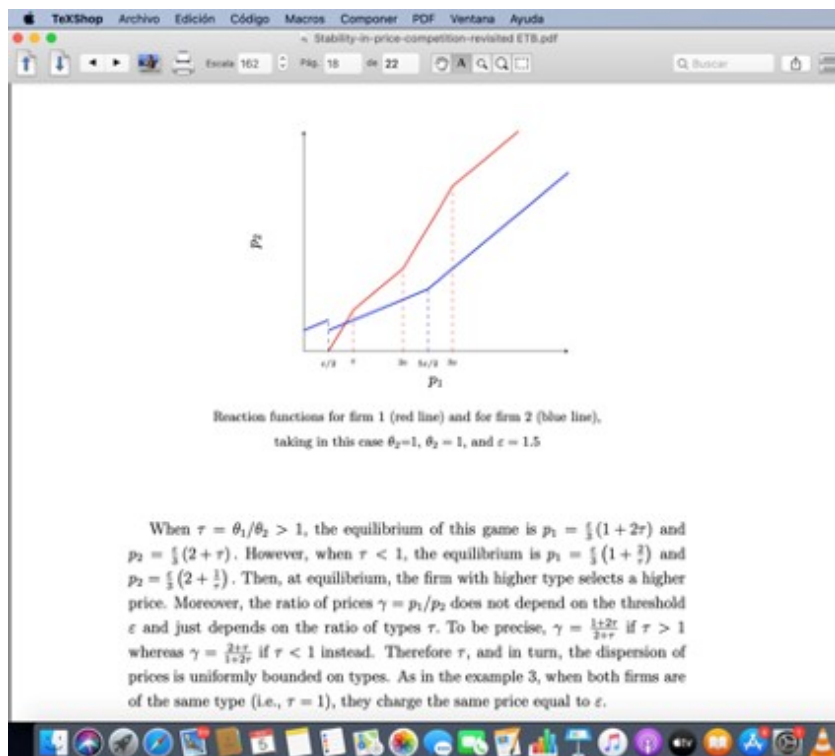 TeXShop Archivo Edición Código Macros Componer PDF Ventana Ayuda
Stability-in-price-competition-revisited ETB.pdf
Escala 162 Pág. 18 de 22 A Buscar
p₂
ε/2 ε 2ε 5ε/2 3ε
p₁
Reaction functions for firm 1 (red line) and for firm 2 (blue line),
taking in this case θ₂=1, θ₂ = 1, and ε = 1.5
When τ = θ₁/θ₂ > 1, the equilibrium of this game is p₁ = ε/3 (1 + 2τ) and
p₂ = ε/3 (2 + τ). However, when τ < 1, the equilibrium is p₁ = ε/3 (1 + 2/τ) and
p₂ = ε/3 (2 + 1/τ). Then, at equilibrium, the firm with higher type selects a higher
price. Moreover, the ratio of prices γ = p₁/p₂ does not depend on the threshold
ε and just depends on the ratio of types τ. To be precise, γ = 1+2τ/2+τ if τ > 1
whereas γ = 2+τ/1+2τ if τ < 1 instead. Therefore τ, and in turn, the dispersion of
prices is uniformly bounded on types. As in the example 3, when both firms are
of the same type (i.e., τ = 1), they charge the same price equal to ε.
5
tv